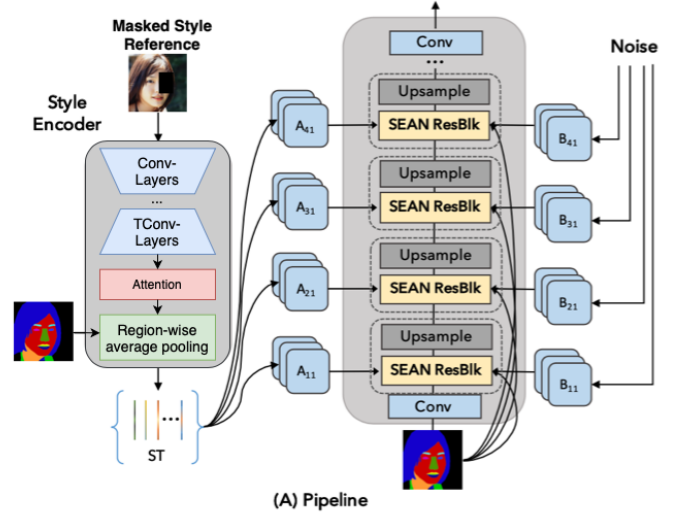 Masked Style
Reference
Style
Encoder
Conv-
Layers
...
TConv-
Layers
Attention
Region-wise
average pooling
ST
Conv
...
Upsample
SEAN ResBlk
Upsample
SEAN ResBlk
Upsample
SEAN ResBlk
Upsample
SEAN ResBlk
Conv
A41
A31
A21
A11
Noise
B41
B31
B21
B11
(A) Pipeline